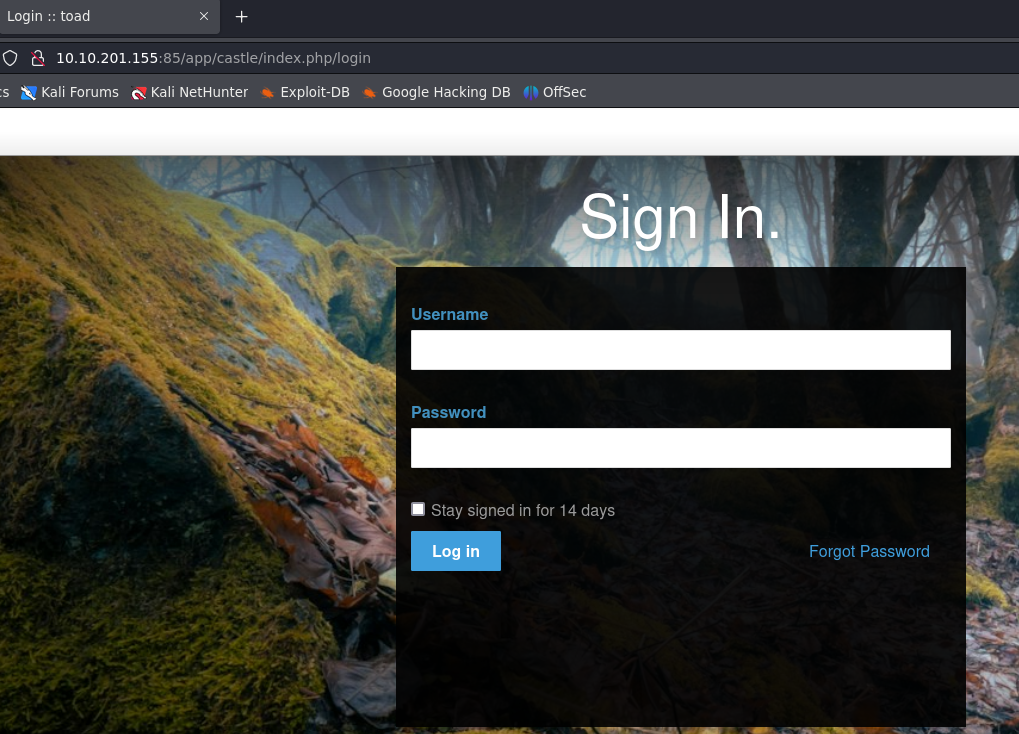 Login :: toad
10.10.201.155:85/app/castle/index.php/login
cs Kali Forums Kali NetHunter Exploit-DB Google Hacking DB OffSec
Sign In.
Username
Password
Stay signed in for 14 days
Log in Forgot Password